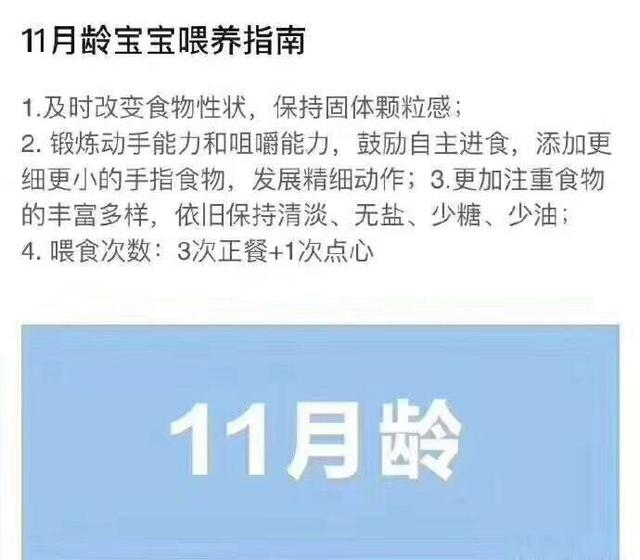 11月龄宝宝喂养指南
1.及时改变食物性状，保持固体颗粒感；
2. 锻炼动手能力和咀嚼能力，鼓励自主进食，添加更
细更小的手指食物，发展精细动作；3.更加注重食物
的丰富多样，依旧保持清淡、无盐、少糖、少油；
4. 喂食次数：3次正餐+1次点心
11月龄